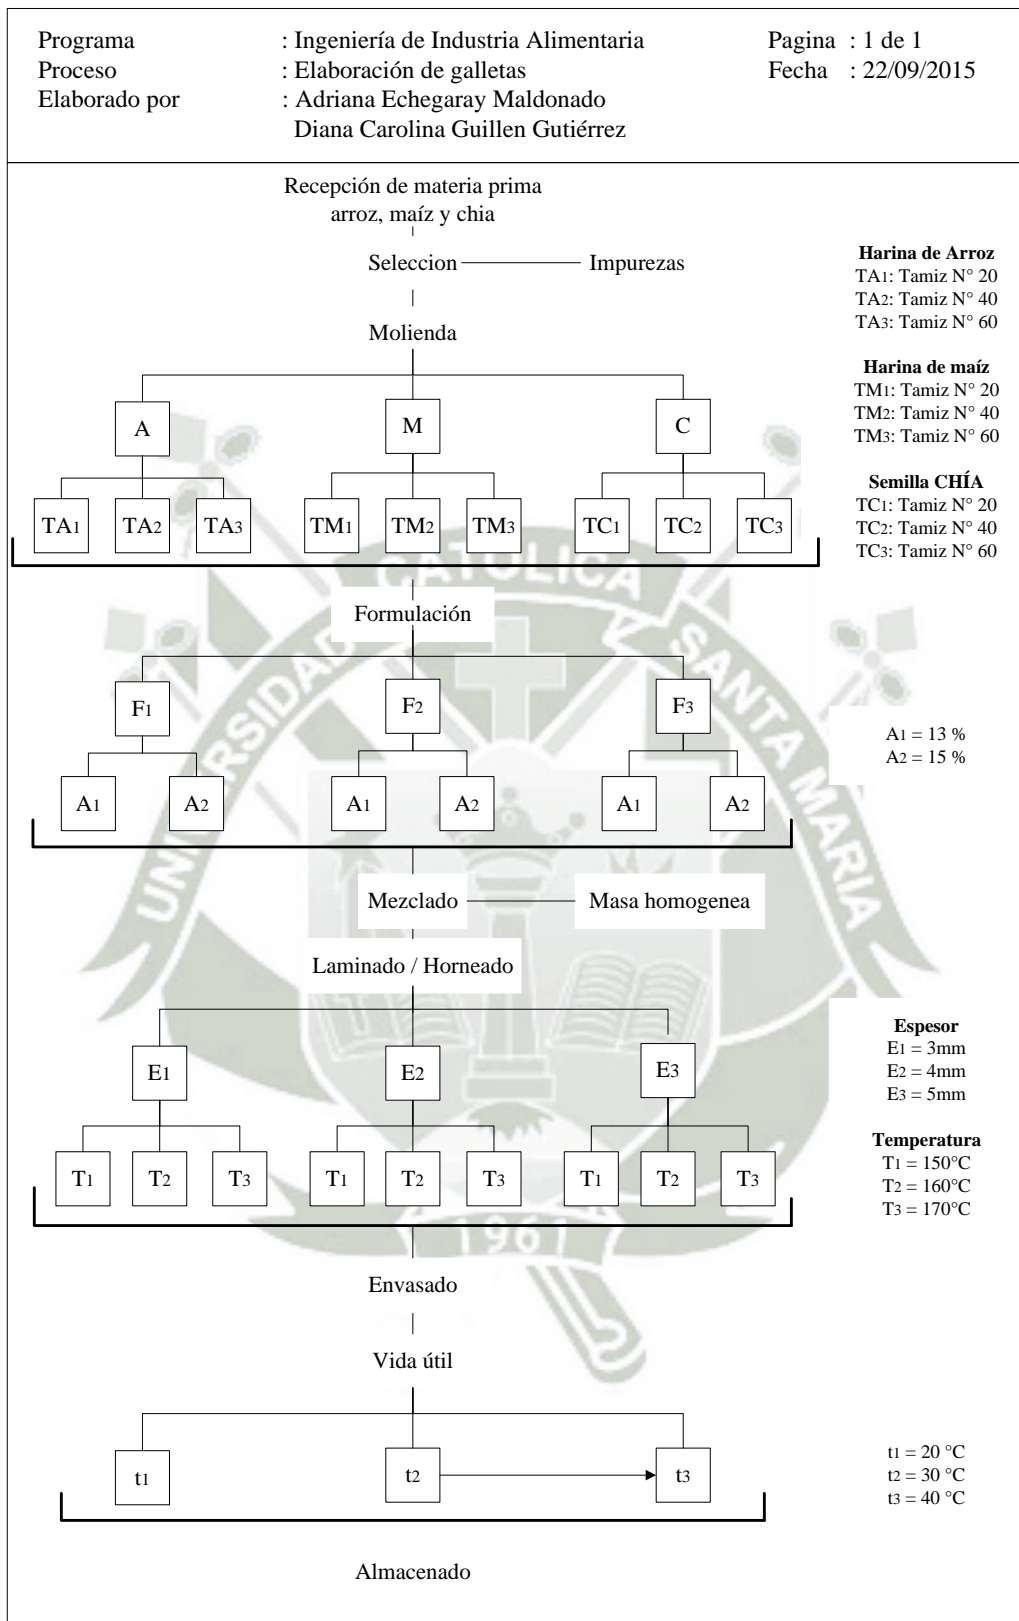 Programa : Ingeniería de Industria Alimentaria Pagina : 1 de 1
Proceso : Elaboración de galletas Fecha : 22/09/2015
Elaborado por : Adriana Echegaray Maldonado
Diana Carolina Guillen Gutiérrez
Recepción de materia prima
arroz, maíz y chia
Seleccion Impurezas
Molienda
Harina de Arroz
TA1: Tamiz N° 20
TA2: Tamiz N° 40
TA3: Tamiz N° 60
Harina de maíz
TM1: Tamiz N° 20
TM2: Tamiz N° 40
TM3: Tamiz N° 60
Semilla CHÍA
TC1: Tamiz N° 20
TC2: Tamiz N° 40
TC3: Tamiz N° 60
A M C
TA1 TA2 TA3 TM1 TM2 TM3 TC1 TC2 TC3
Formulación
F1 F2 F3
A1 = 13 %
A2 = 15 %
A1 A2 A1 A2 A1 A2
Mezclado Masa homogenea
Laminado / Horneado
E1 E2 E3
Espesor
E1 = 3mm
E2 = 4mm
E3 = 5mm
Temperatura
T1 = 150°C
T2 = 160°C
T3 = 170°C
T1 T2 T3 T1 T2 T3 T1 T2 T3
Envasado
Vida útil
t1 t2 t3
t1 = 20 °C
t2 = 30 °C
t3 = 40 °C
Almacenado
UNIVERSIDAD CATOLICA SANTA MARIA
1961